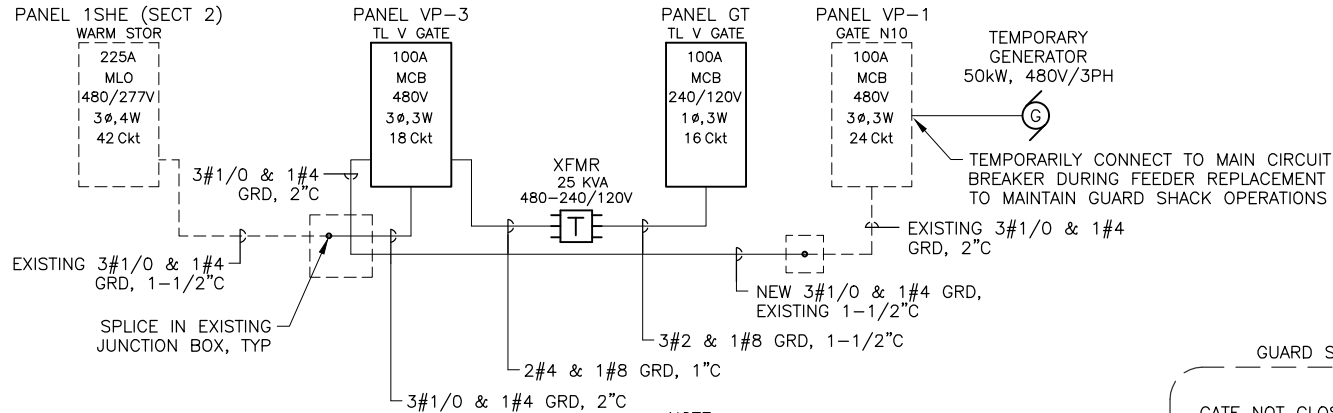 PANEL 1SHE (SECT 2)
WARM STOR
225A
MLO
480/277V
3ø,4W
42 Ckt
PANEL VP-3
TL V GATE
100A
MCB
480V
3ø,3W
18 Ckt
PANEL GT
TL V GATE
100A
MCB
240/120V
1ø,3W
16 Ckt
PANEL VP-1
GATE N10
100A
MCB
480V
3ø,3W
24 Ckt
TEMPORARY
GENERATOR
50kW, 480V/3PH
G
TEMPORARILY CONNECT TO MAIN CIRCUIT
BREAKER DURING FEEDER REPLACEMENT
TO MAINTAIN GUARD SHACK OPERATIONS
3#1/0 & 1#4
GRD, 2"C
XFMR
25 KVA
480-240/120V
T
EXISTING 3#1/0 & 1#4
GRD, 2"C
EXISTING 3#1/0 & 1#4
GRD, 1-1/2"C
NEW 3#1/0 & 1#4 GRD,
EXISTING 1-1/2"C
SPLICE IN EXISTING
JUNCTION BOX, TYP
3#2 & 1#8 GRD, 1-1/2"C
2#4 & 1#8 GRD, 1"C
3#1/0 & 1#4 GRD, 2"C
GUARD S